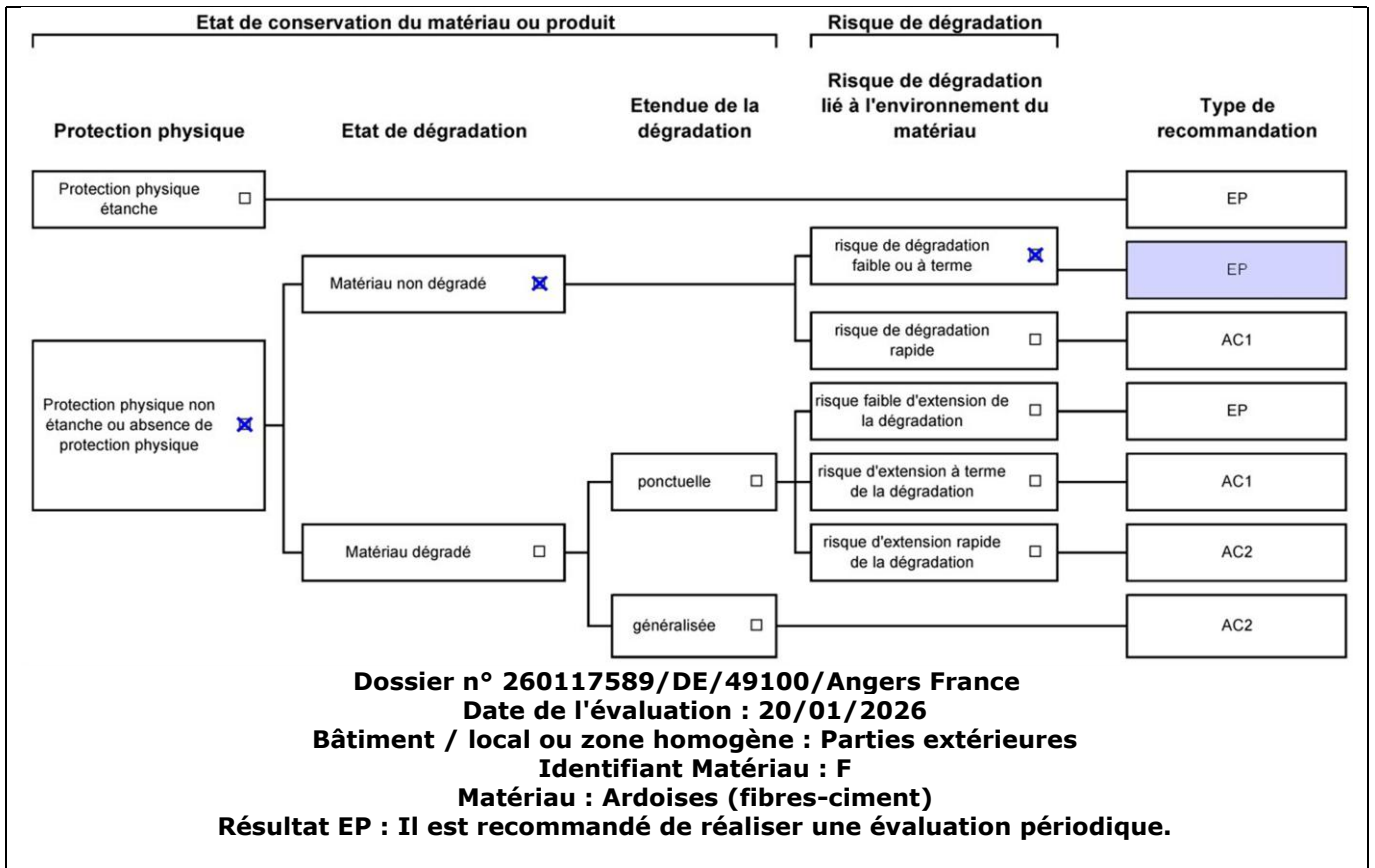 Etat de conservation du matériau ou produit
Risque de dégradation
Protection physique
Etat de dégradation
Etendue de la
dégradation
Risque de dégradation
lié à l'environnement du
matériau
Type de
recommandation
Protection physique
étanche
EP
risque de dégradation
faible ou à terme
EP
Matériau non dégradé
risque de dégradation
rapide
AC1
Protection physique non
étanche ou absence de
protection physique
risque faible d'extension de
la dégradation
EP
ponctuelle
risque d'extension à terme
de la dégradation
AC1
Matériau dégradé
risque d'extension rapide
de la dégradation
AC2
généralisée
AC2
Dossier n° 260117589/DE/49100/Angers France
Date de l'évaluation : 20/01/2026
Bâtiment / local ou zone homogène : Parties extérieures
Identifiant Matériau : F
Matériau : Ardoises (fibres-ciment)
Résultat EP : Il est recommandé de réaliser une évaluation périodique.